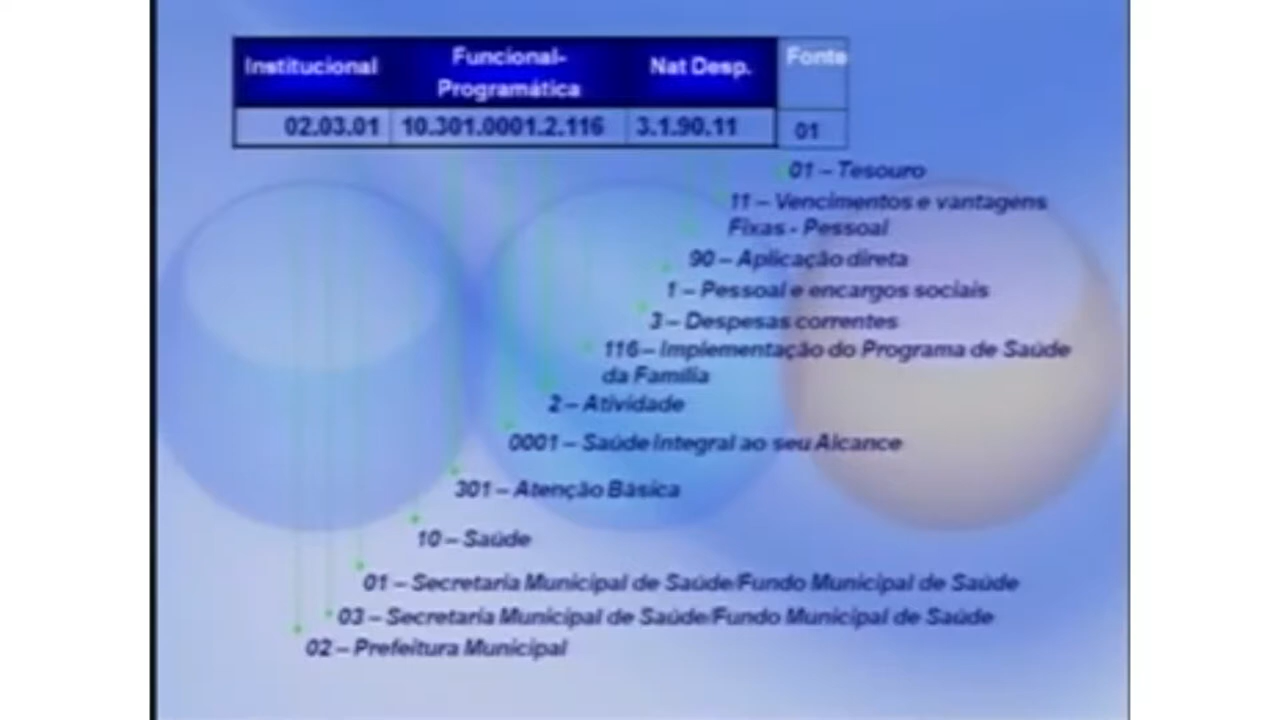 Institucional
Funcional-
Programática
Nat Desp.
Fonte
02.03.01
10.301.0001.2.116
3.1.90.11
01
01 – Tesouro
11 – Vencimentos e vantagens
Fixas - Pessoal
90 – Aplicação direta
1 – Pessoal e encargos sociais
3 – Despesas correntes
116 – Implementação do Programa de Saúde
da Família
2 – Atividade
0001 – Saúde Integral ao seu Alcance
301 – Atenção Básica
10 – Saúde
01 – Secretaria Municipal de Saúde/Fundo Municipal de Saúde
03 – Secretaria Municipal de Saúde/Fundo Municipal de Saúde
02 – Prefeitura Municipal